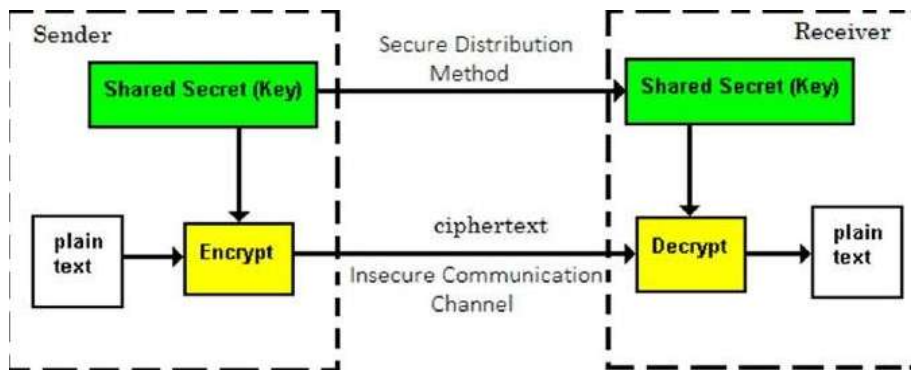 Sender
Secure Distribution
Method
Receiver
Shared Secret (Key)
Shared Secret (Key)
plain
text
Encrypt
ciphertext
Insecure Communication
Channel
Decrypt
plain
text